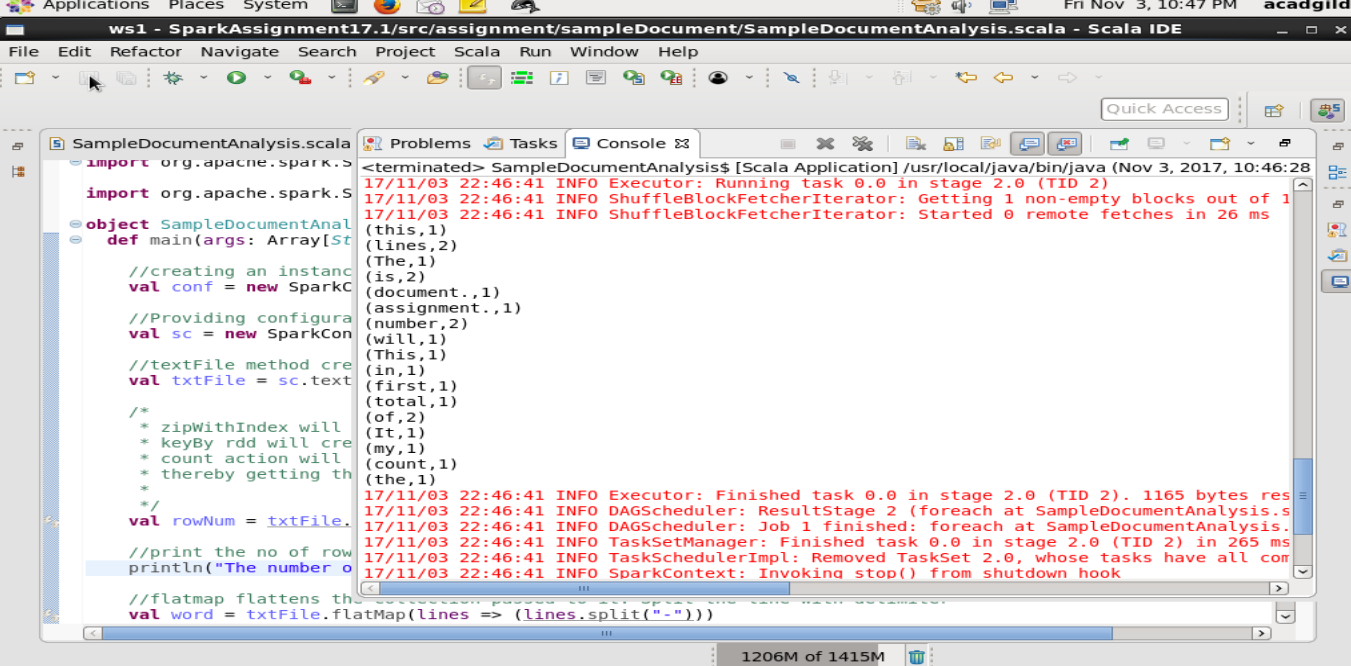 Applications Places System Fri Nov 3, 10:47 PM acadgild
ws1 - SparkAssignment17.1/src/assignment/sampleDocument/SampleDocumentAnalysis.scala - Scala IDE
File Edit Refactor Navigate Search Project Scala Run Window Help
Quick Access
SampleDocumentAnalysis.scala
import org.apache.spark.S
import org.apache.spark.S
object SampleDocumentAnal
def main(args: Array[St
//creating an instanc
val conf = new SparkC
//Providing configura
val sc = new SparkCon
//textFile method cre
val txtFile = sc.text
/*
* zipWithIndex will
* keyBy rdd will cre
* count action will
* thereby getting th
*
*/
val rowNum = txtFile.
//print the no of row
println("The number o
//flatmap flattens th
val word = txtFile.flatMap(lines => (lines.split("-")))
Problems Tasks Console
<terminated> SampleDocumentAnalysis$ [Scala Application] /usr/local/java/bin/java (Nov 3, 2017, 10:46:28
17/11/03 22:46:41 INFO Executor: Running task 0.0 in stage 2.0 (TID 2)
17/11/03 22:46:41 INFO ShuffleBlockFetcherIterator: Getting 1 non-empty blocks out of 1
17/11/03 22:46:41 INFO ShuffleBlockFetcherIterator: Started 0 remote fetches in 26 ms
(this,1)
(lines,2)
(The,1)
(is,2)
(document.,1)
(assignment.,1)
(number,2)
(will,1)
(This,1)
(in,1)
(first,1)
(total,1)
(of,2)
(It,1)
(my,1)
(count,1)
(the,1)
17/11/03 22:46:41 INFO Executor: Finished task 0.0 in stage 2.0 (TID 2). 1165 bytes res
17/11/03 22:46:41 INFO DAGScheduler: ResultStage 2 (foreach at SampleDocumentAnalysis.s
17/11/03 22:46:41 INFO DAGScheduler: Job 1 finished: foreach at SampleDocumentAnalysis.
17/11/03 22:46:41 INFO TaskSetManager: Finished task 0.0 in stage 2.0 (TID 2) in 265 ms
17/11/03 22:46:41 INFO TaskSchedulerImpl: Removed TaskSet 2.0, whose tasks have all com
17/11/03 22:46:41 INFO SparkContext: Invoking stop() from shutdown hook
1206M of 1415M